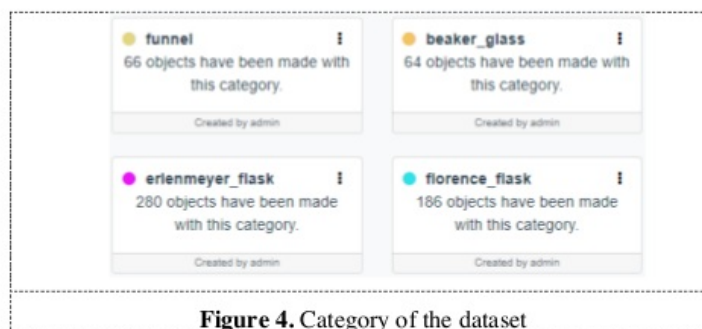 funnel
66 objects have been made with
this category.
Created by admin
beaker_glass
64 objects have been made with
this category.
Created by admin
erlenmeyer_flask
280 objects have been made
with this category.
Created by admin
florence_flask
186 objects have been made
with this category.
Created by admin
Figure 4. Category of the dataset